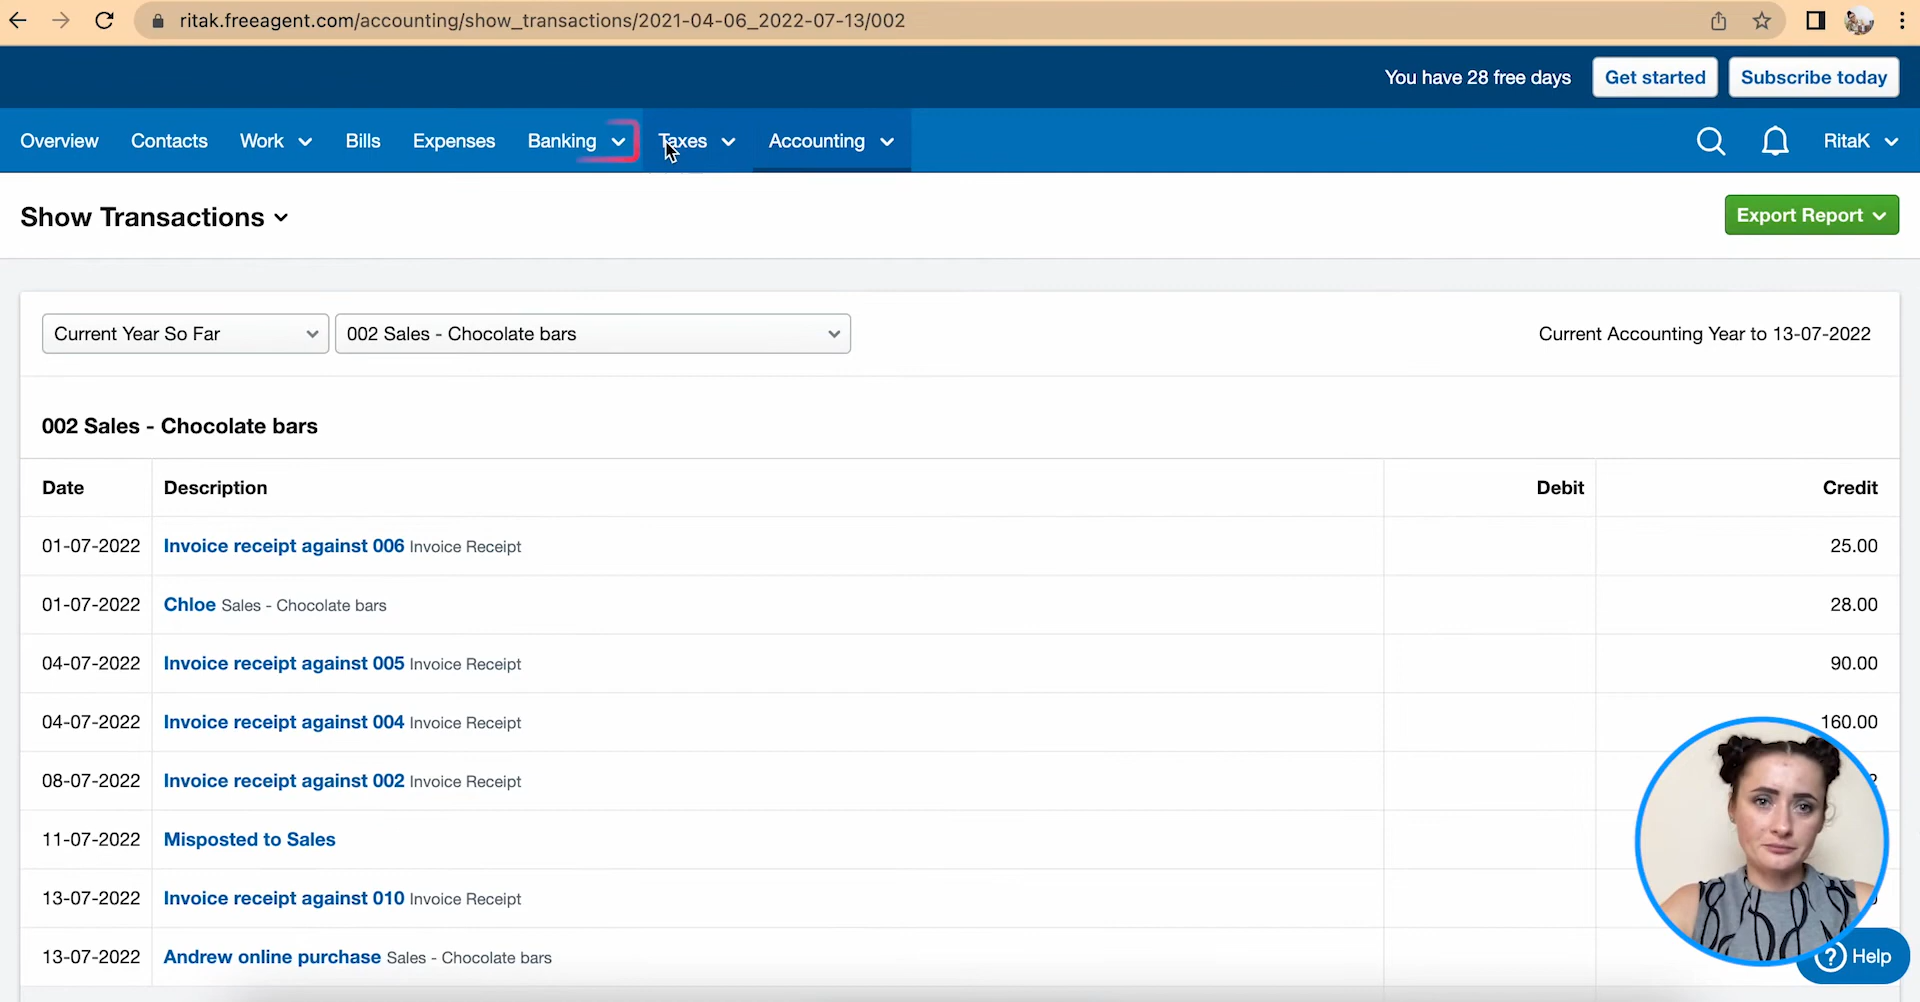 ritak.freeagent.com/accounting/show_transactions/2021-04-06_2022-07-13/002
You have 28 free days Get started Subscribe today
Overview Contacts Work Bills Expenses Banking Taxes Accounting RitaK
Show Transactions Export Report
Current Year So Far 002 Sales - Chocolate bars Current Accounting Year to 13-07-2022
002 Sales - Chocolate bars
Date Description Debit Credit
01-07-2022 Invoice receipt against 006 Invoice Receipt 25.00
01-07-2022 Chloe Sales - Chocolate bars 28.00
04-07-2022 Invoice receipt against 005 Invoice Receipt 90.00
04-07-2022 Invoice receipt against 004 Invoice Receipt 160.00
08-07-2022 Invoice receipt against 002 Invoice Receipt
11-07-2022 Misposted to Sales
13-07-2022 Invoice receipt against 010 Invoice Receipt
13-07-2022 Andrew online purchase Sales - Chocolate bars
? Help